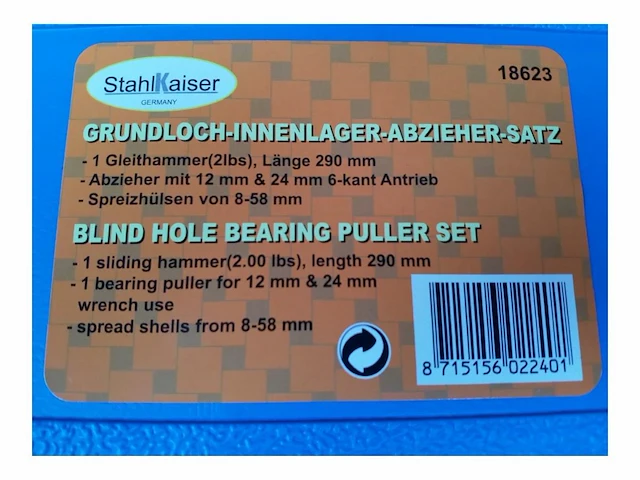 StahlKaiser
GERMANY
18623
GRUNDLOCH-INNENLAGER-ABZIEHER-SATZ
- 1 Gleithammer(2lbs), Länge 290 mm
- Abzieher mit 12 mm & 24 mm 6-kant Antrieb
- Spreizhülsen von 8-58 mm
BLIND HOLE BEARING PULLER SET
- 1 sliding hammer(2.00 lbs), length 290 mm
- 1 bearing puller for 12 mm & 24 mm
wrench use
- spread shells from 8-58 mm
8 715156 022401